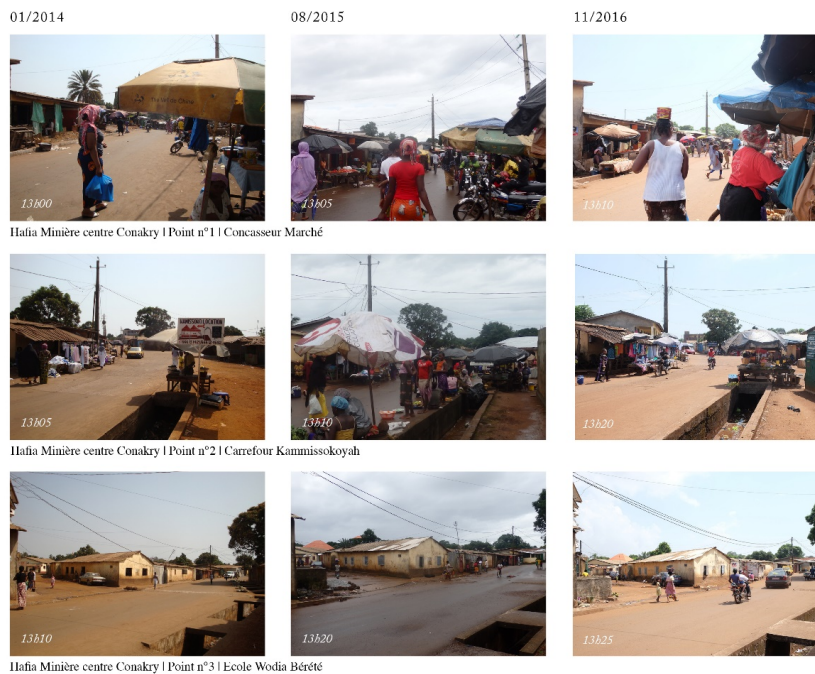 01/2014
08/2015
11/2016
13h00
13h05
13h10
Hafia Minière centre Conakry | Point n°1 | Concasseur Marché
13h05
13h10
13h20
Hafia Minière centre Conakry | Point n°2 | Carrefour Kammissokoyah
13h10
13h20
13h25
Hafia Minière centre Conakry | Point n°3 | Ecole Wodia Bérété